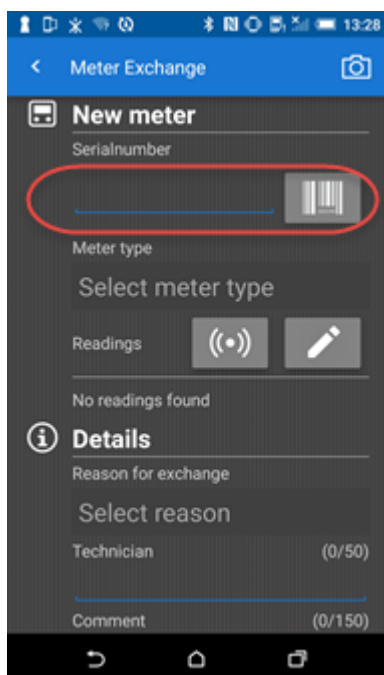 13:28
Meter Exchange
New meter
Serialnumber
Meter type
Select meter type
Readings
No readings found
Details
Reason for exchange
Select reason
Technician (0/50)
Comment (0/150)